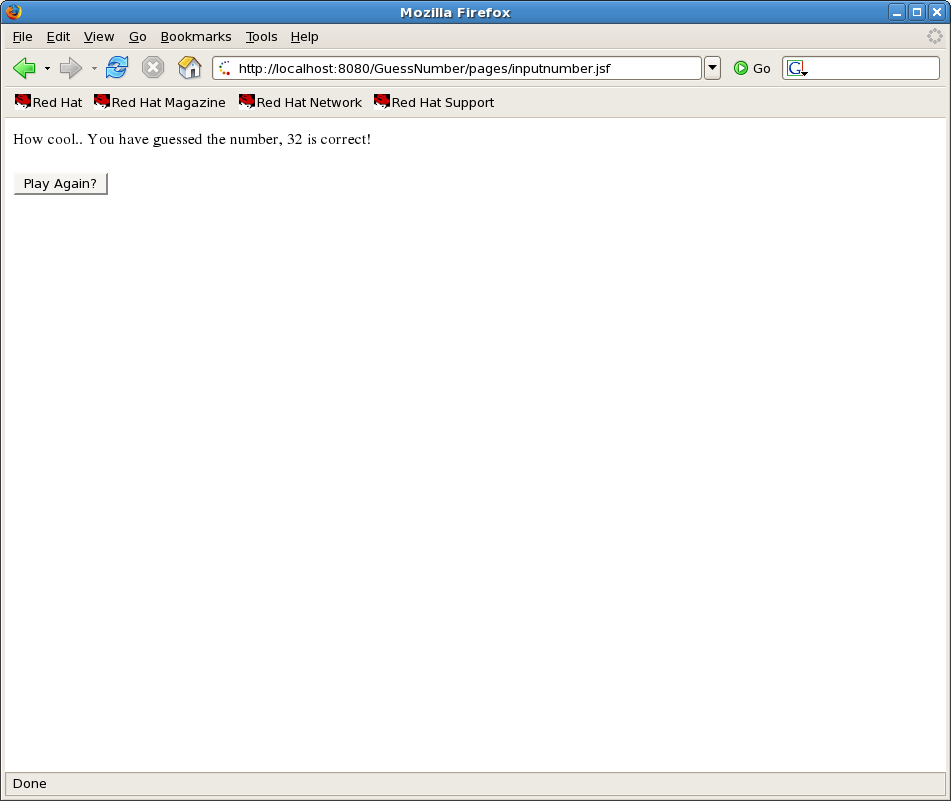 Mozilla Firefox
File Edit View Go Bookmarks Tools Help
http://localhost:8080/GuessNumber/pages/inputnumber.jsf Go G
Red Hat Red Hat Magazine Red Hat Network Red Hat Support
How cool.. You have guessed the number, 32 is correct!
Play Again?
Done